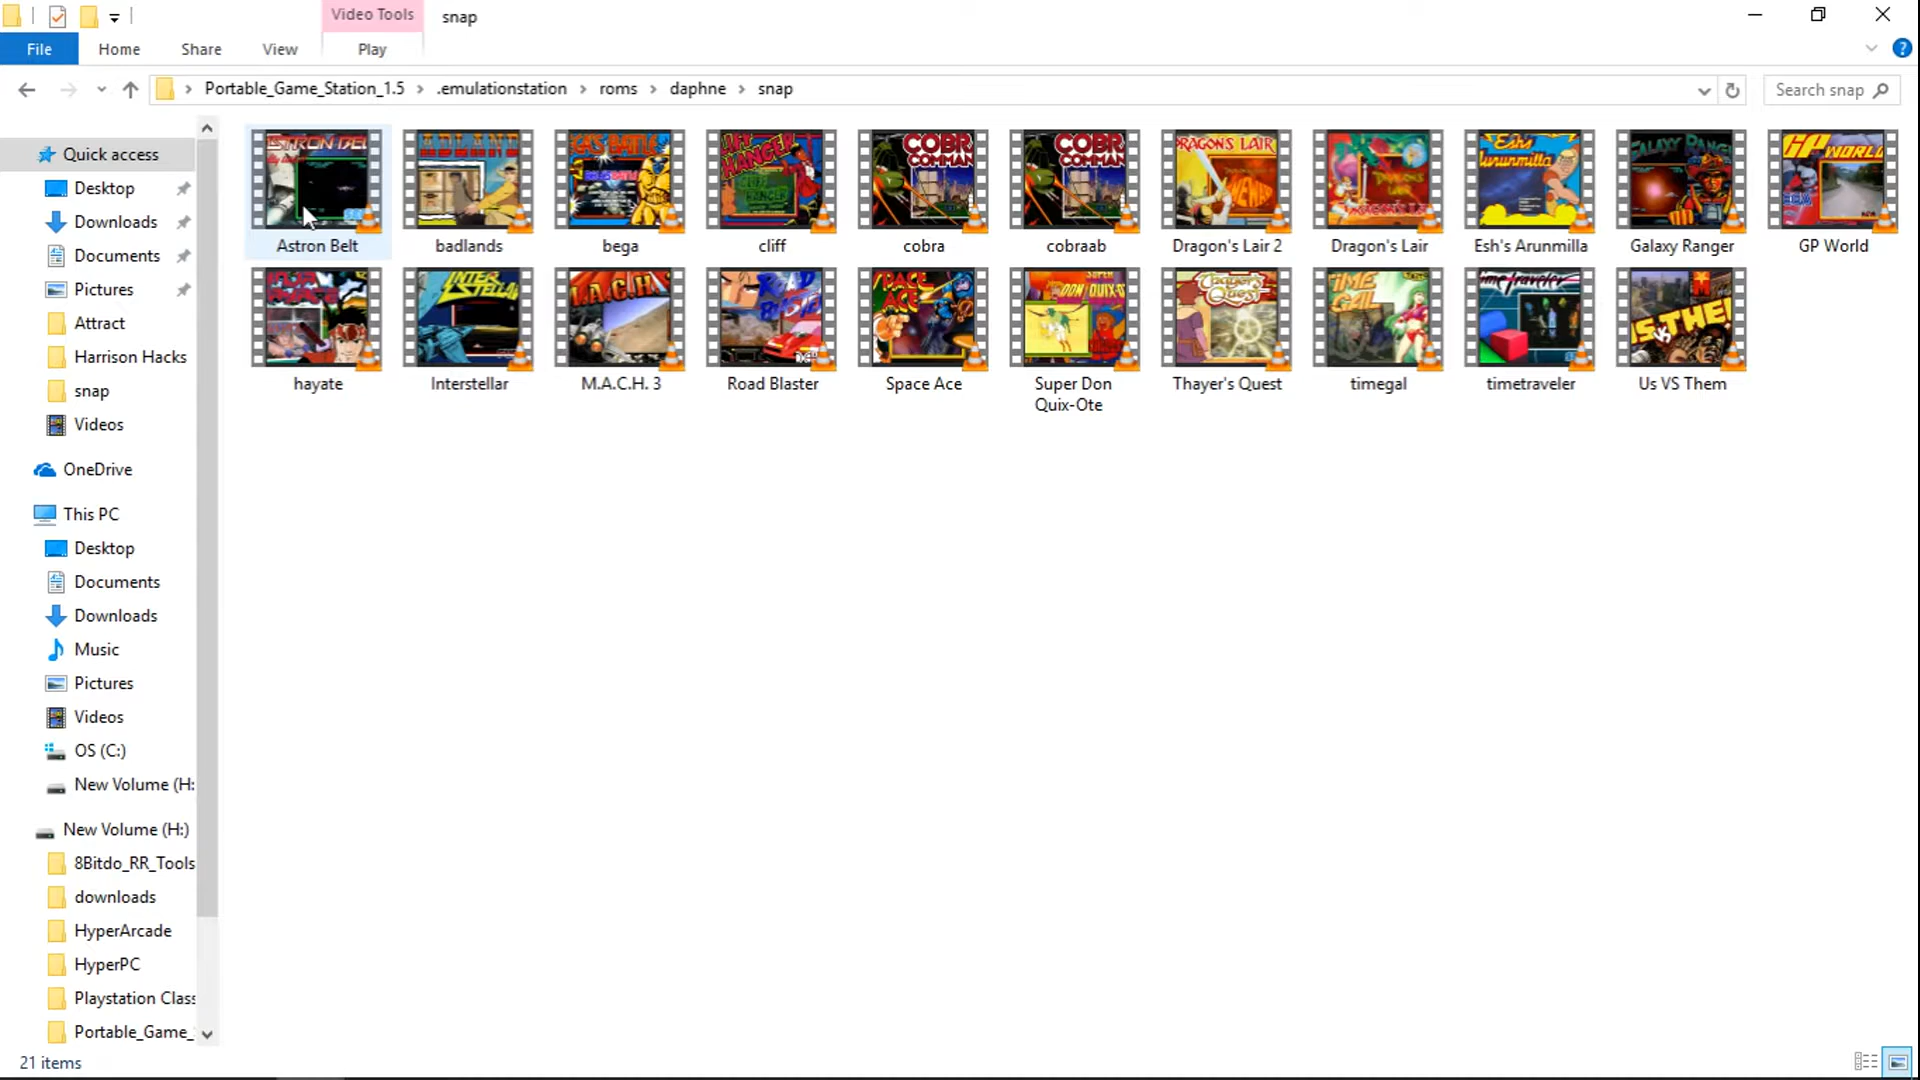 Video Tools
snap
File
Home
Share
View
Play
Portable_Game_Station_1.5 > .emulationstation > roms > daphne > snap
Search snap
Quick access
Desktop
Downloads
Documents
Pictures
Attract
Harrison Hacks
snap
Videos
OneDrive
This PC
Desktop
Documents
Downloads
Music
Pictures
Videos
OS (C:)
New Volume (H:
New Volume (H:)
8Bitdo_RR_Tools
downloads
HyperArcade
HyperPC
Playstation Class
Portable_Game_
Astron Belt
badlands
bega
cliff
cobra
cobraab
Dragon's Lair 2
Dragon's Lair
Esh's Arunmilla
Galaxy Ranger
GP World
hayate
Interstellar
M.A.C.H. 3
Road Blaster
Space Ace
Super Don
Quix-Ote
Thayer's Quest
timegal
timetraveler
Us VS Them
21 items